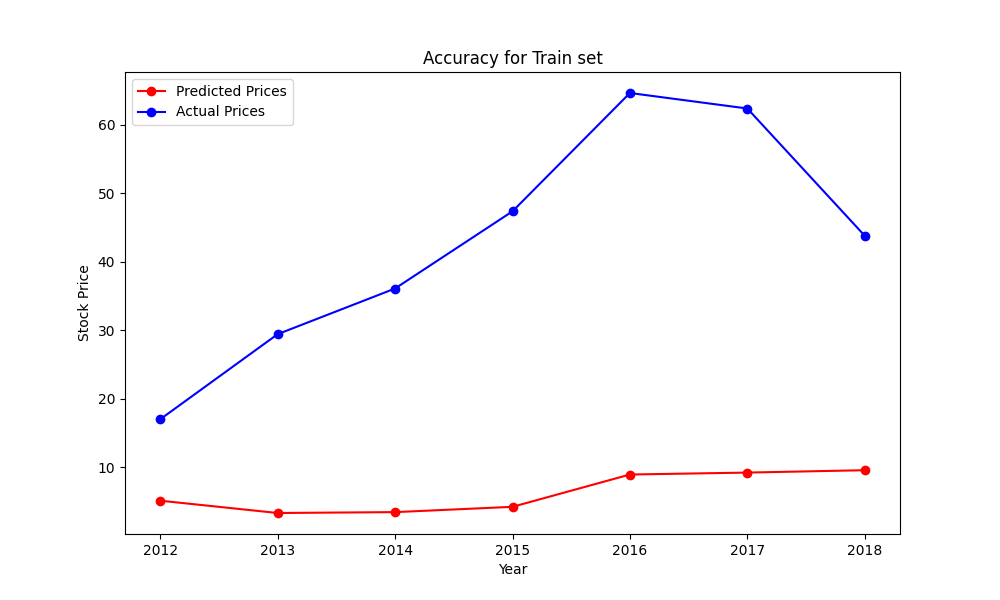 Accuracy for Train set
Predicted Prices
Actual Prices
60
50
40
30
20
10
Stock Price
2012 2013 2014 2015 2016 2017 2018
Year